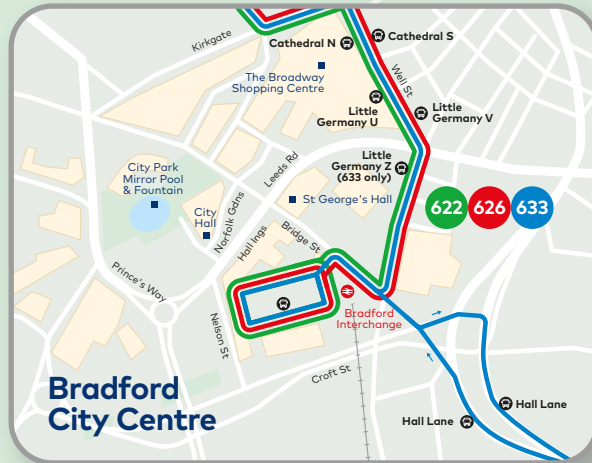 Kirkgate
Cathedral N
Cathedral S
The Broadway
Shopping Centre
Well St
Little
Germany U
Little
Germany V
Little
Germany Z
(633 only)
Leeds Rd
City Park
Mirror Pool
& Fountain
City
Hall
Norfolk Gdns
St George's Hall
622
626
633
Hall Ings
Bridge St
Prince's Way
Nelson St
Bradford
Interchange
Croft St
Bradford
City Centre
Hall Lane
Hall Lane